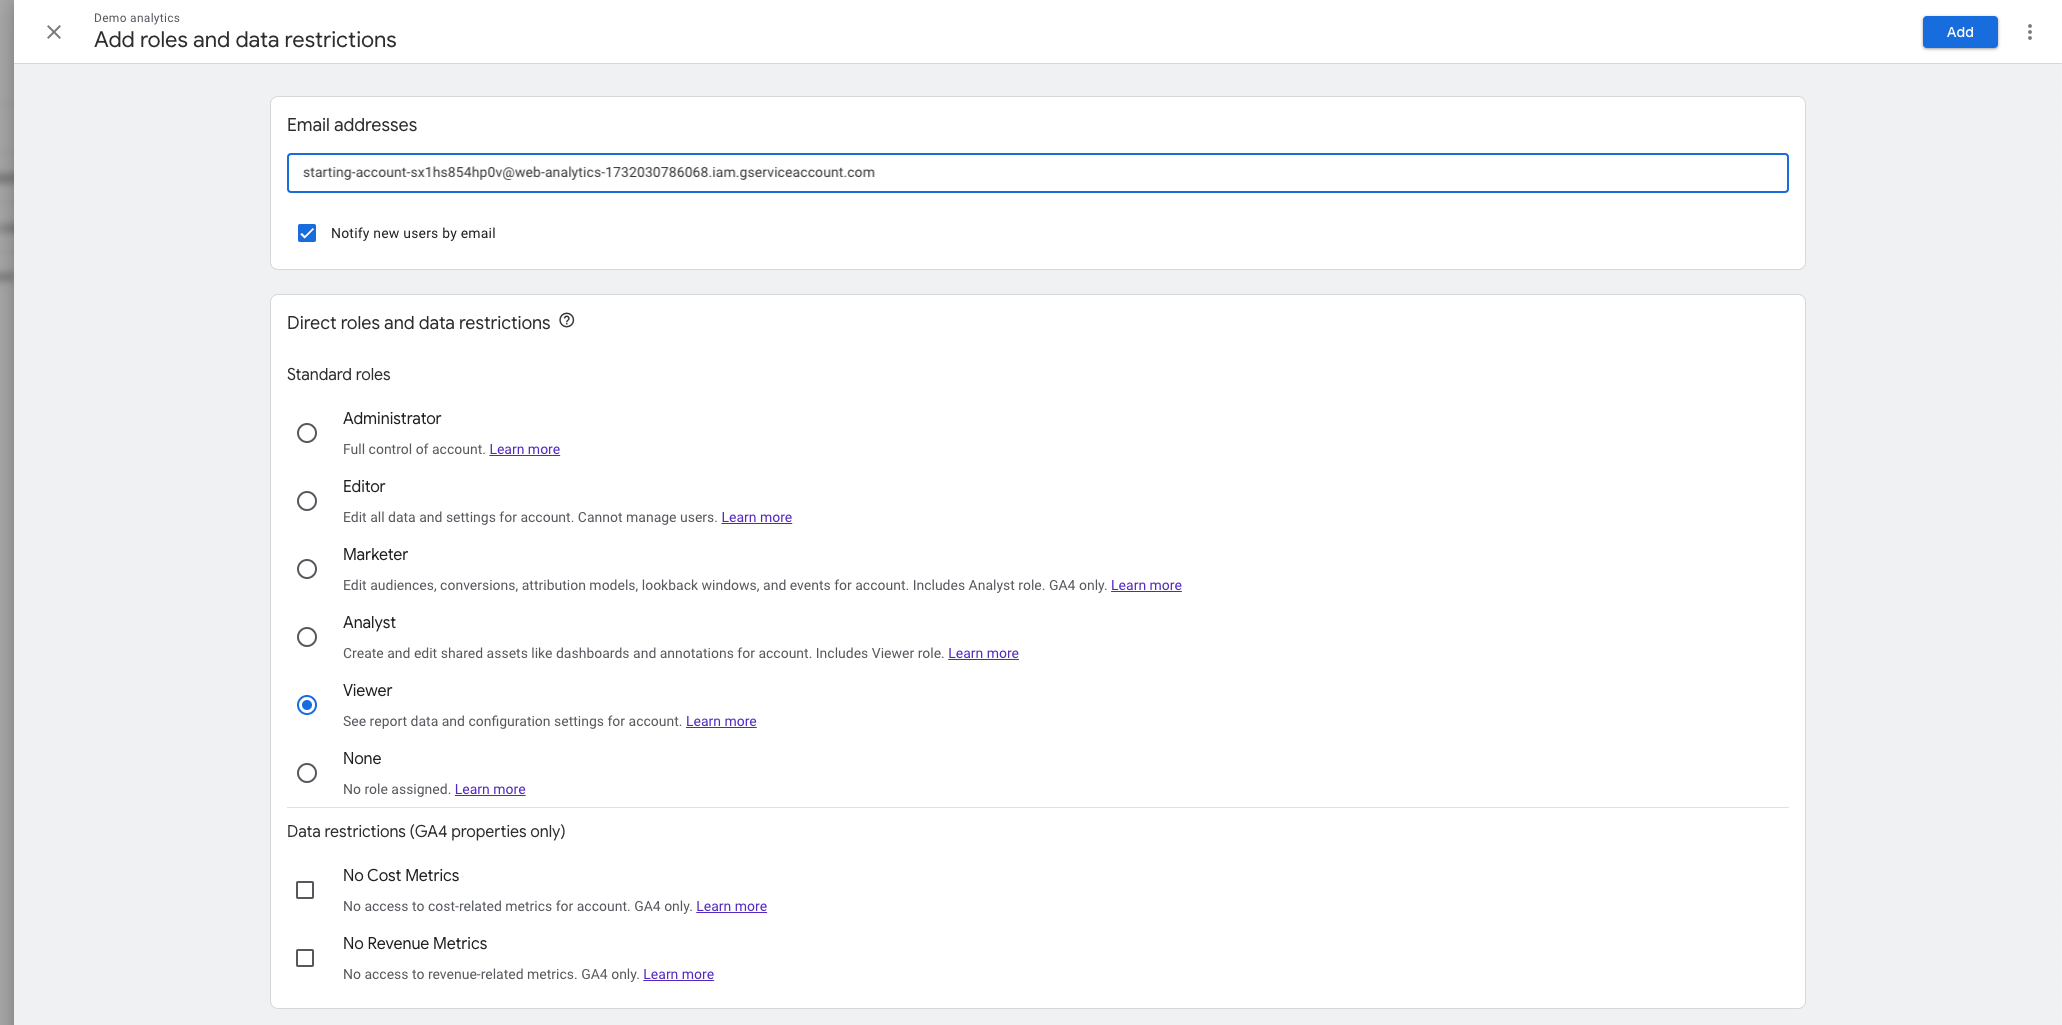 Demo analytics
Add roles and data restrictions
Add
Email addresses
starting-account-sx1hs854hp0v@web-analytics-1732030786068.iam.gserviceaccount.com
Notify new users by email
Direct roles and data restrictions
Standard roles
Administrator
Full control of account. Learn more
Editor
Edit all data and settings for account. Cannot manage users. Learn more
Marketer
Edit audiences, conversions, attribution models, lookback windows, and events for account. Includes Analyst role. GA4 only. Learn more
Analyst
Create and edit shared assets like dashboards and annotations for account. Includes Viewer role. Learn more
Viewer
See report data and configuration settings for account. Learn more
None
No role assigned. Learn more
Data restrictions (GA4 properties only)
No Cost Metrics
No access to cost-related metrics for account. GA4 only. Learn more
No Revenue Metrics
No access to revenue-related metrics. GA4 only. Learn more